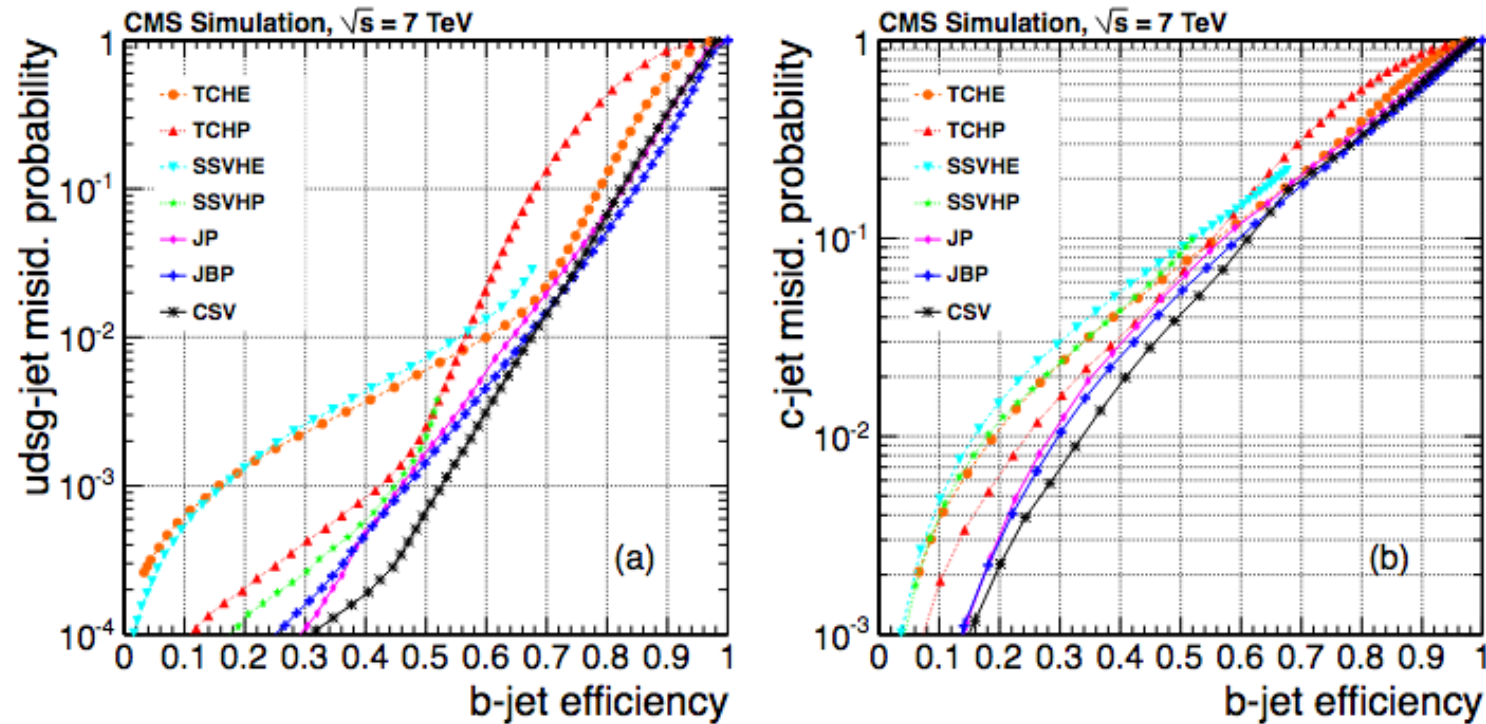 CMS Simulation, √s = 7 TeV
udsg-jet misid. probability
1
10⁻¹
10⁻²
10⁻³
10⁻⁴
TCHE
TCHP
SSVHE
SSVHP
JP
JBP
CSV
(a)
0 0.1 0.2 0.3 0.4 0.5 0.6 0.7 0.8 0.9 1
b-jet efficiency
CMS Simulation, √s = 7 TeV
c-jet misid. probability
1
10⁻¹
10⁻²
10⁻³
TCHE
TCHP
SSVHE
SSVHP
JP
JBP
CSV
(b)
0 0.1 0.2 0.3 0.4 0.5 0.6 0.7 0.8 0.9 1
b-jet efficiency